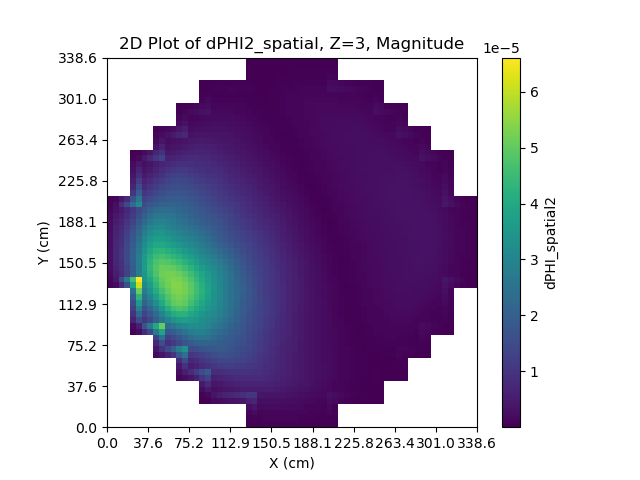 2D Plot of dPHI2_spatial, Z=3, Magnitude
1e−5
338.6
301.0
263.4
225.8
188.1
150.5
112.9
75.2
37.6
0.0
Y (cm)
0.0 37.6 75.2 112.9 150.5 188.1 225.8 263.4 301.0 338.6
X (cm)
6
5
4
3
2
1
dPHI_spatial2